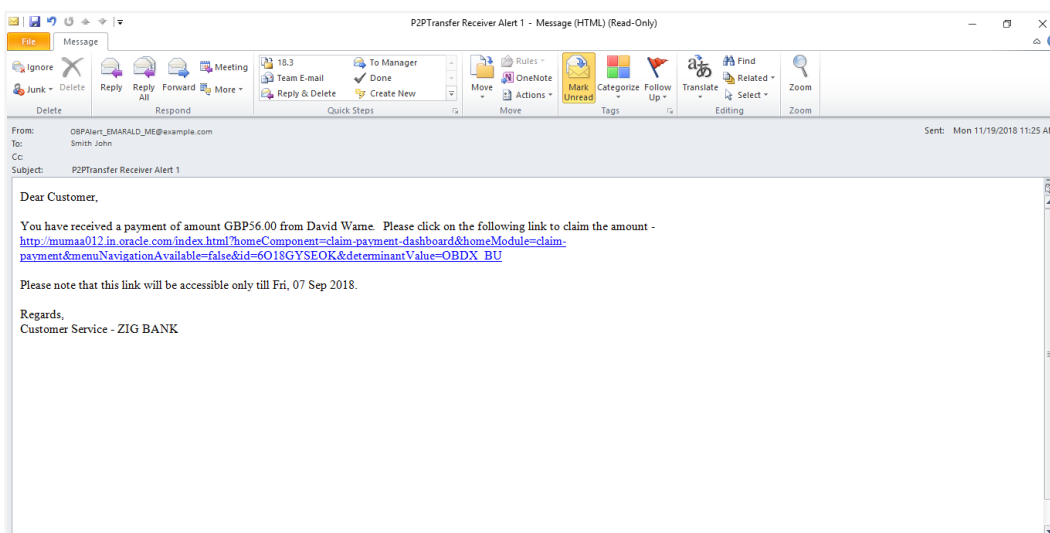 P2PTransfer Receiver Alert 1 - Message (HTML) (Read-Only)
File Message
Ignore
Junk
Delete
Reply
Reply All
Forward
Meeting
More
18.3
Team E-mail
Reply & Delete
To Manager
Done
Create New
Move
Rules
OneNote
Actions
Mark Unread
Categorize
Follow Up
Translate
Find
Related
Select
Zoom
Delete Respond Quick Steps Move Tags Editing Zoom
From: OBPAlert_EMARALD_ME@example.com Sent: Mon 11/19/2018 11:25 AM
To: Smith John
Cc:
Subject: P2PTransfer Receiver Alert 1
Dear Customer,
You have received a payment of amount GBP56.00 from David Warne. Please click on the following link to claim the amount -
http://mumaa012.in.oracle.com/index.html?homeComponent=claim-payment-dashboard&homeModule=claim-
payment&menuNavigationAvailable=false&id=6O18GYSEOK&determinantValue=OBDX_BU
Please note that this link will be accessible only till Fri, 07 Sep 2018.
Regards,
Customer Service - ZIG BANK